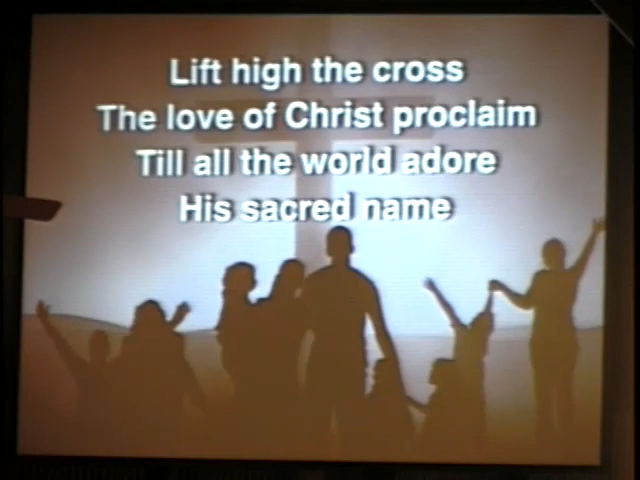 Lift high the cross
The love of Christ proclaim
Till all the world adore
His sacred name